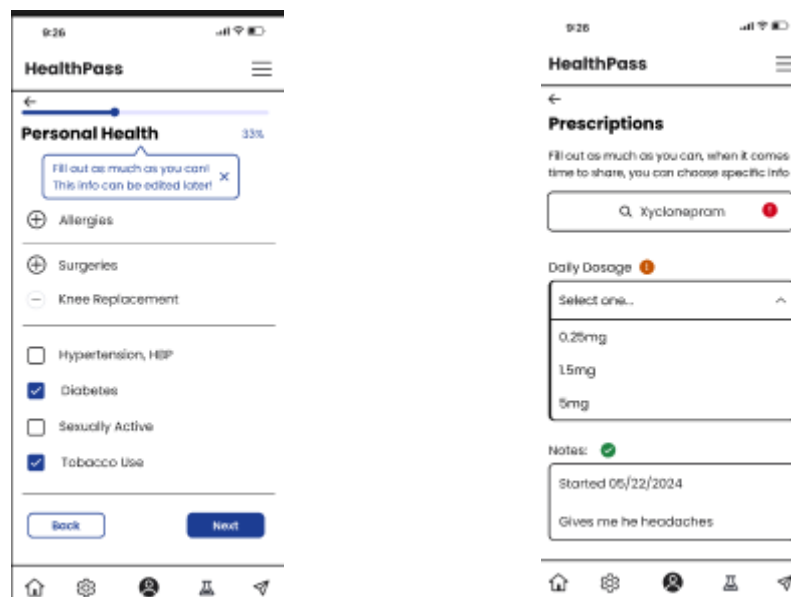 9:26
HealthPass
Personal Health
33%
Fill out as much as you can!
This info can be edited later!
Allergies
Surgeries
Knee Replacement
Hypertension, HBP
Diabetes
Sexually Active
Tobacco Use
Back
Next
9:26
HealthPass
Prescriptions
Fill out as much as you can, when it comes
time to share, you can choose specific info
Xyclonepram
Daily Dosage
Select one...
0.25mg
1.5mg
5mg
Notes:
Started 05/22/2024
Gives me he headaches